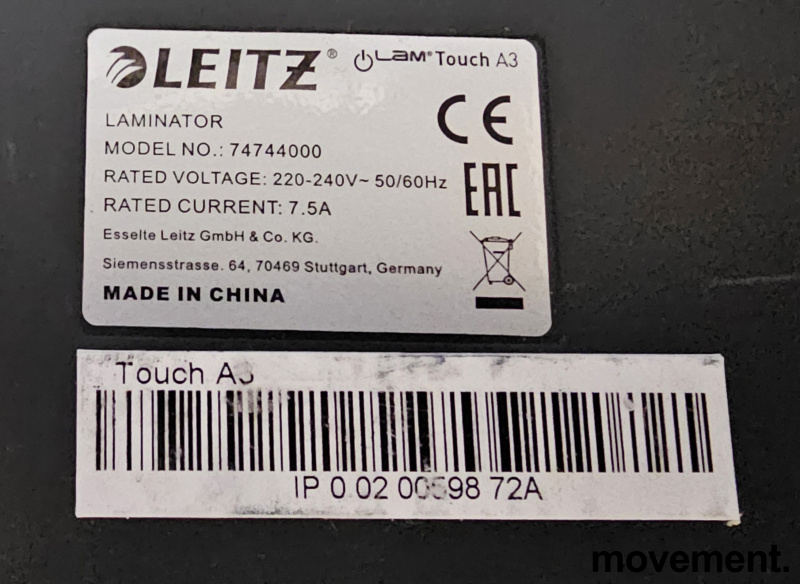 LEITZ® iLAM® Touch A3
LAMINATOR
MODEL NO.: 74744000
RATED VOLTAGE: 220-240V~ 50/60Hz
RATED CURRENT: 7.5A
Esselte Leitz GmbH & Co. KG.
Siemensstrasse. 64, 70469 Stuttgart, Germany
MADE IN CHINA
CE
EAC
Touch A3
IP 0 02 72A
movement.